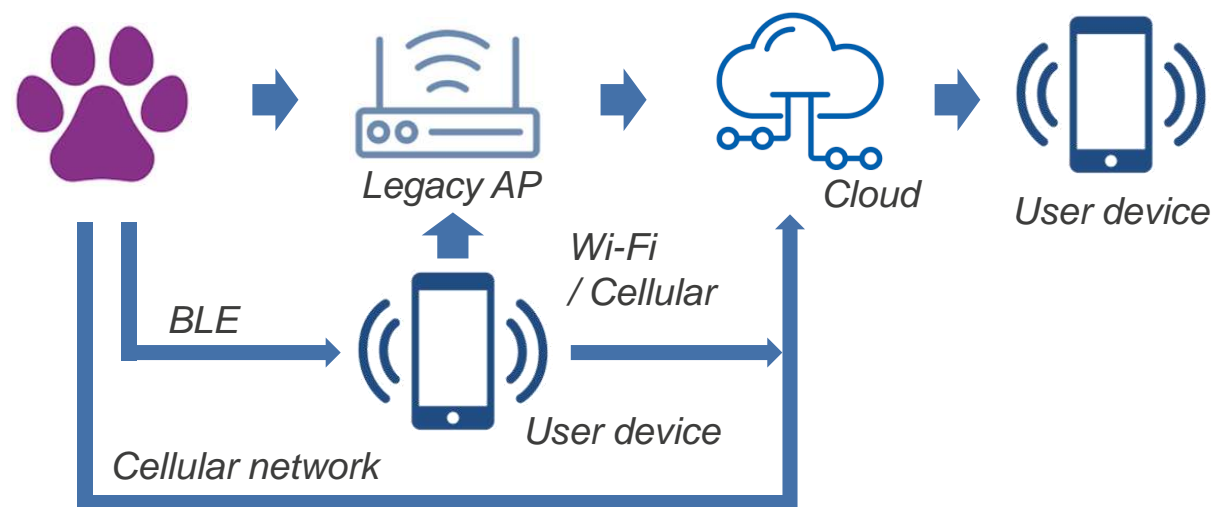 Legacy AP
Cloud
User device
Wi-Fi
/ Cellular
BLE
User device
Cellular network